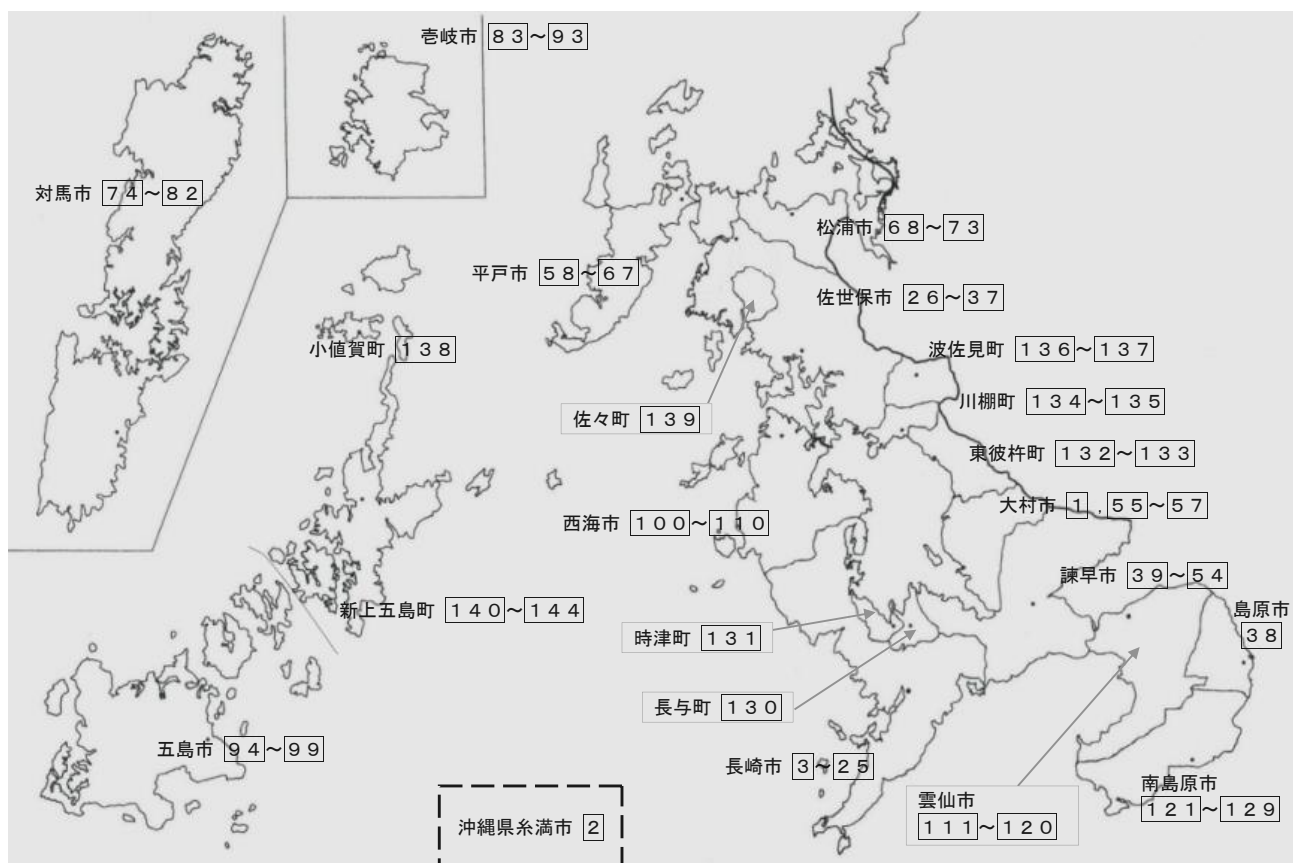 壱岐市 ８３～９３
対馬市 ７４～８２
松浦市 ６８～７３
平戸市 ５８～６７
佐世保市 ２６～３７
小値賀町 １３８
波佐見町 １３６～１３７
川棚町 １３４～１３５
佐々町 １３９
東彼杵町 １３２～１３３
大村市 １，５５～５７
西海市 １００～１１０
諫早市 ３９～５４
新上五島町 １４０～１４４
島原市
３８
時津町 １３１
長与町 １３０
五島市 ９４～９９
長崎市 ３～２５
南島原市
１２１～１２９
雲仙市
１１１～１２０
沖縄県糸満市 ２